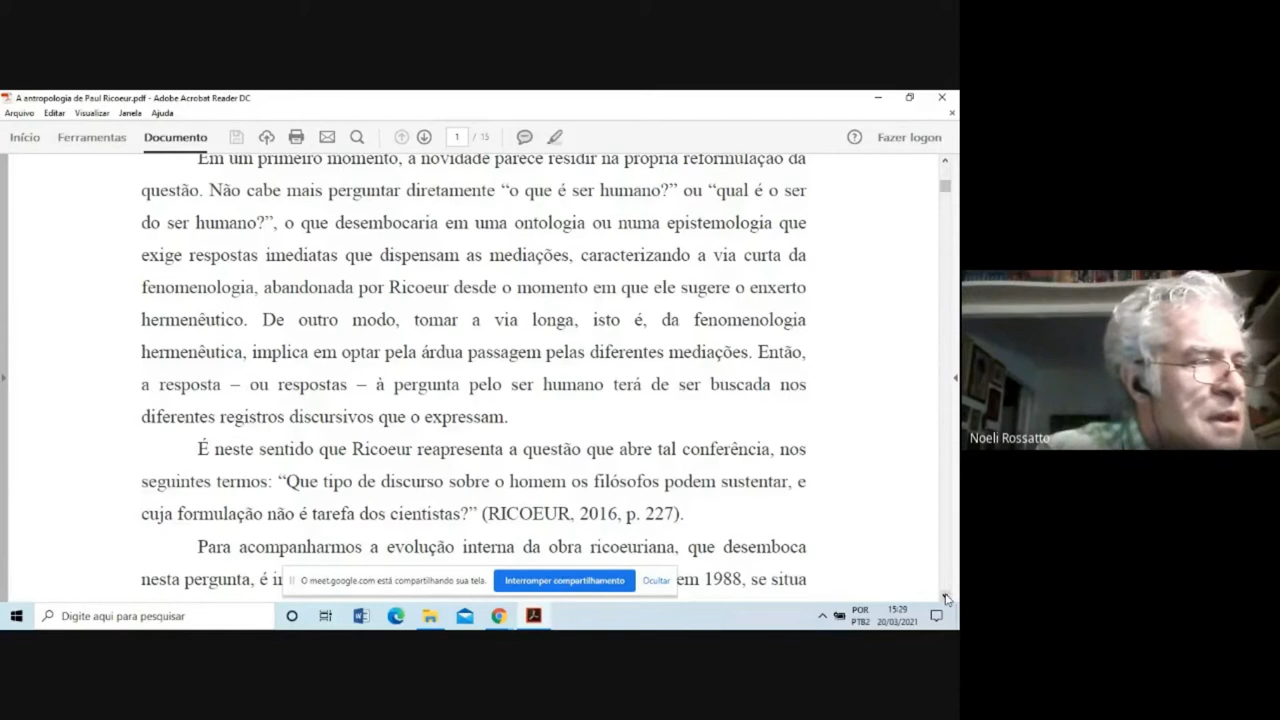 A antropologia de Paul Ricoeur.pdf - Adobe Acrobat Reader DC
Arquivo Editar Visualizar Janela Ajuda
Início Ferramentas Documento 1 / 15 Fazer logon
Em um primeiro momento, a novidade parece residir na própria reformulação da
questão. Não cabe mais perguntar diretamente “o que é ser humano?” ou “qual é o ser
do ser humano?”, o que desembocaria em uma ontologia ou numa epistemologia que
exige respostas imediatas que dispensam as mediações, caracterizando a via curta da
fenomenologia, abandonada por Ricoeur desde o momento em que ele sugere o enxerto
hermenêutico. De outro modo, tomar a via longa, isto é, da fenomenologia
hermenêutica, implica em optar pela árdua passagem pelas diferentes mediações. Então,
a resposta – ou respostas – à pergunta pelo ser humano terá de ser buscada nos
diferentes registros discursivos que o expressam.
É neste sentido que Ricoeur reapresenta a questão que abre tal conferência, nos
seguintes termos: “Que tipo de discurso sobre o homem os filósofos podem sustentar, e
cuja formulação não é tarefa dos cientistas?” (RICOEUR, 2016, p. 227).
Para acompanharmos a evolução interna da obra ricoeuriana, que desemboca
nesta pergunta, é em 1988, se situa
O meet.google.com está compartilhando sua tela. Interromper compartilhamento Ocultar
Digite aqui para pesquisar
POR
PTB2
15:29
20/03/2021
Noeli Rossatto